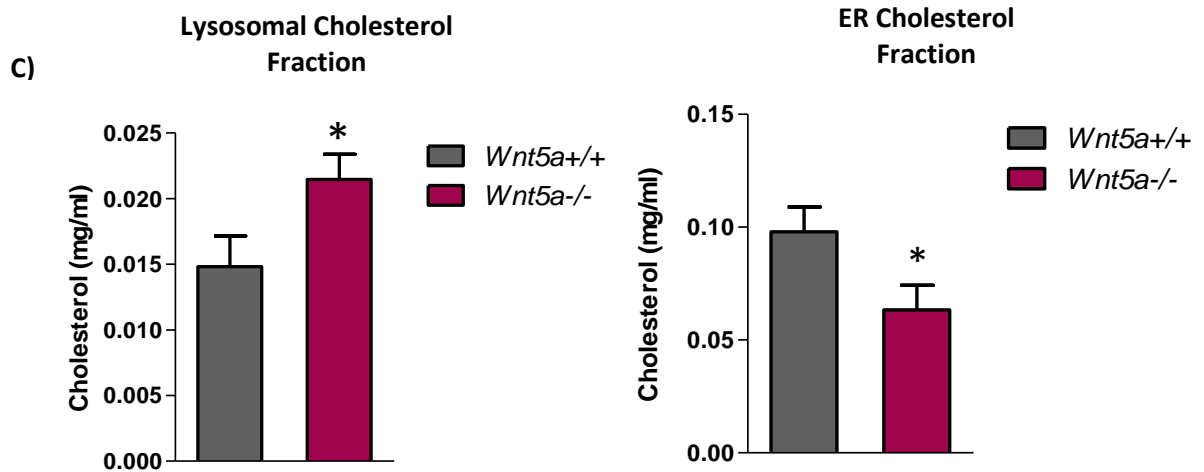 C)
Lysosomal Cholesterol
Fraction
Cholesterol (mg/ml)
0.025
0.020
0.015
0.010
0.005
0.000
*
Wnt5a+/+
Wnt5a-/-
ER Cholesterol
Fraction
Cholesterol (mg/ml)
0.15
0.10
0.05
0.00
*
Wnt5a+/+
Wnt5a-/-